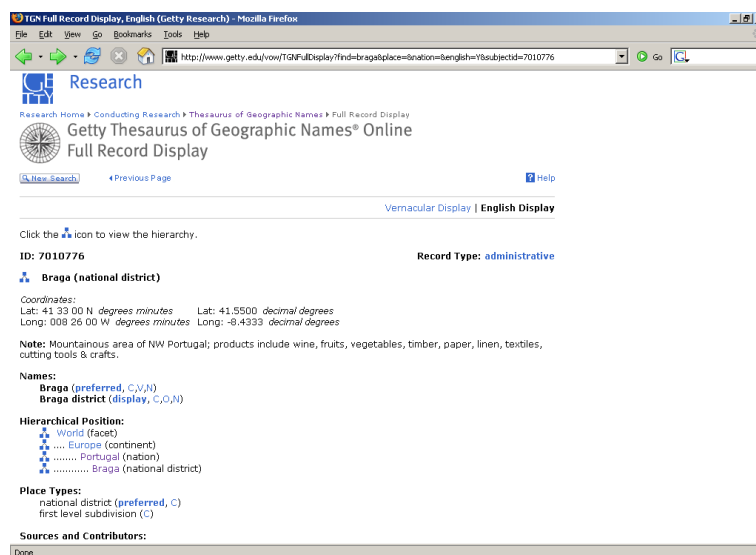 TGN Full Record Display, English (Getty Research) - Mozilla Firefox
File Edit View Go Bookmarks Tools Help
http://www.getty.edu/vow/TGNFullDisplay?find=braga&place=&nation=&english=Y&subjectid=7010776 Go G
GETTY Research
Research Home Conducting Research Thesaurus of Geographic Names Full Record Display
Getty Thesaurus of Geographic Names® Online
Full Record Display
New Search Previous Page ? Help
Vernacular Display | English Display
Click the icon to view the hierarchy.
ID: 7010776 Record Type: administrative
Braga (national district)
Coordinates:
Lat: 41 33 00 N degrees minutes Lat: 41.5500 decimal degrees
Long: 008 26 00 W degrees minutes Long: -8.4333 decimal degrees
Note: Mountainous area of NW Portugal; products include wine, fruits, vegetables, timber, paper, linen, textiles,
cutting tools & crafts.
Names:
Braga (preferred, C,V,N)
Braga district (display, C,O,N)
Hierarchical Position:
World (facet)
.... Europe (continent)
........ Portugal (nation)
............ Braga (national district)
Place Types:
national district (preferred, C)
first level subdivision (C)
Sources and Contributors:
Done